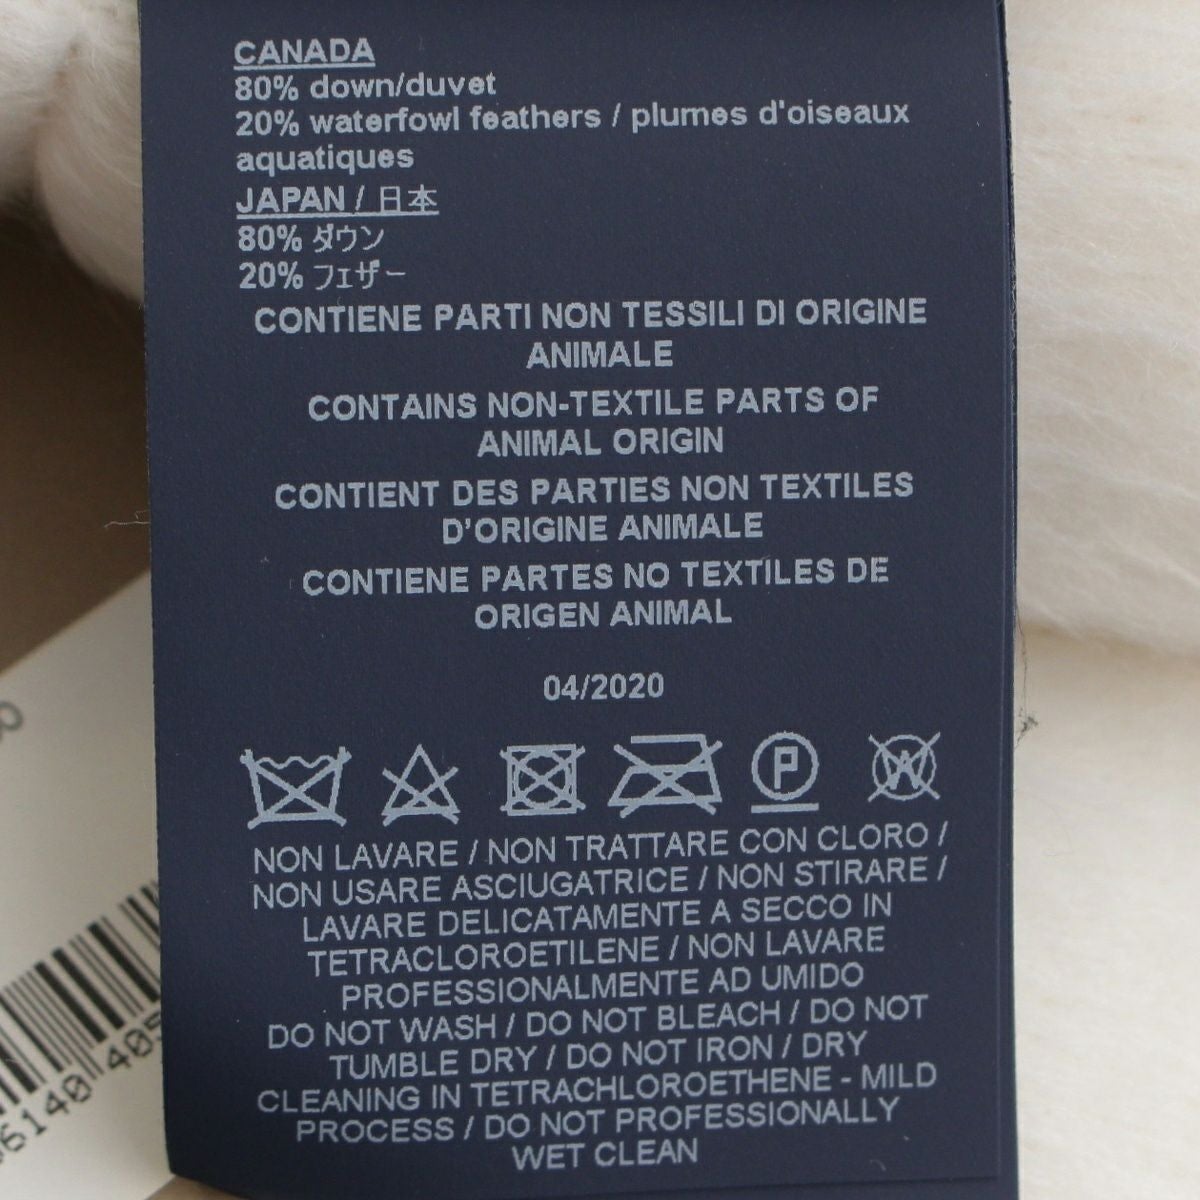 CANADA
80% down/duvet
20% waterfowl feathers / plumes d'oiseaux
aquatiques
JAPAN / 日本
80% ダウン
20% フェザー
CONTIENE PARTI NON TESSILI DI ORIGINE
ANIMALE
CONTAINS NON-TEXTILE PARTS OF
ANIMAL ORIGIN
CONTIENT DES PARTIES NON TEXTILES
D'ORIGINE ANIMALE
CONTIENE PARTES NO TEXTILES DE
ORIGEN ANIMAL
04/2020
P W
NON LAVARE / NON TRATTARE CON CLORO /
NON USARE ASCIUGATRICE / NON STIRARE /
LAVARE DELICATAMENTE A SECCO IN
TETRACLOROETILENE / NON LAVARE
PROFESSIONALMENTE AD UMIDO
DO NOT WASH / DO NOT BLEACH / DO NOT
TUMBLE DRY / DO NOT IRON / DRY
CLEANING IN TETRACHLOROETHENE - MILD
PROCESS / DO NOT PROFESSIONALLY
WET CLEAN